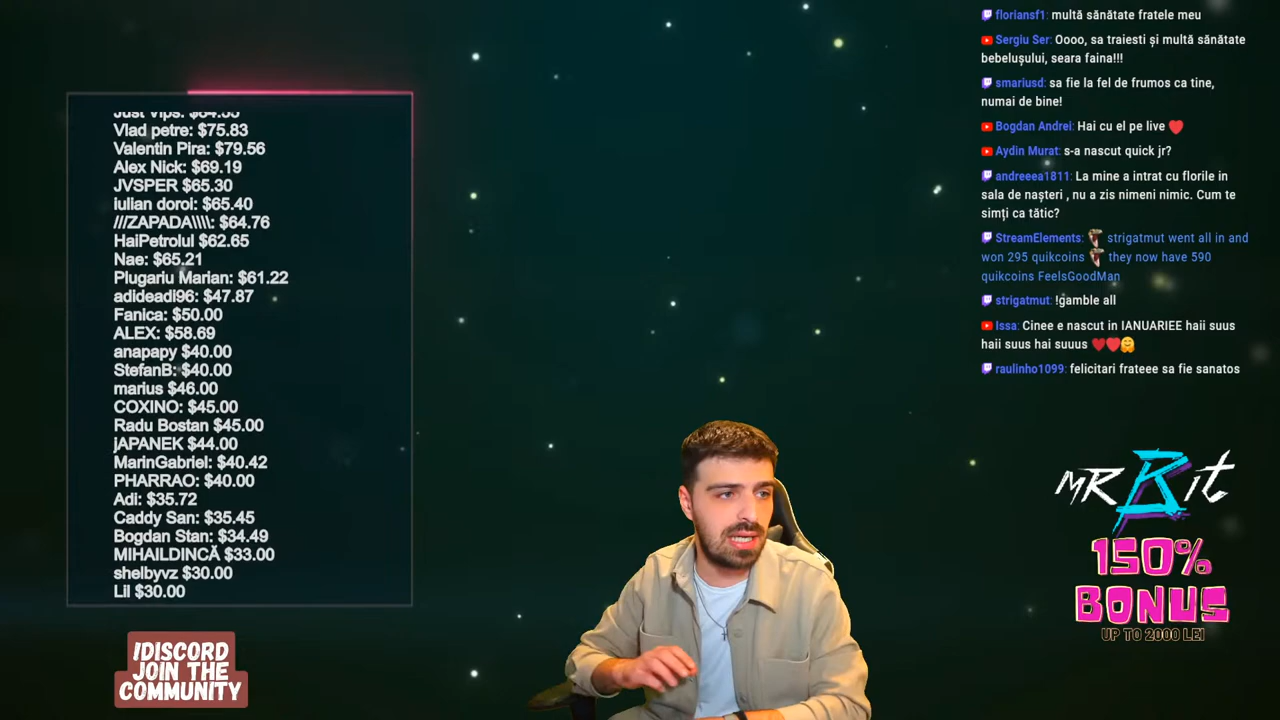 Just Vips: $84.55
Vlad petre: $75.83
Valentin Pira: $79.56
Alex Nick: $69.19
JVSPER $65.30
iulian doroi: $65.40
///ZAPADA\\\\: $64.76
HaiPetrolul $62.65
Nae: $65.21
Plugariu Marian: $61.22
adideadi96: $47.87
Fanica: $50.00
ALEX: $58.69
anapapy $40.00
StefanB: $40.00
marius $46.00
COXINO: $45.00
Radu Bostan $45.00
jAPANEK $44.00
MarinGabriel: $40.42
PHARRAO: $40.00
Adi: $35.72
Caddy San: $35.45
Bogdan Stan: $34.49
MIHAILDINCĂ $33.00
shelbyvz $30.00
Lil $30.00
!DISCORD
JOIN THE
COMMUNITY
floriansf1: multă sănătate fratele meu
Sergiu Ser: Oooo, sa traiesti și multă sănătate
bebelușului, seara faina!!!
smariusd: sa fie la fel de frumos ca tine,
numai de bine!
Bogdan Andrei: Hai cu el pe live ❤️
Aydin Murat: s-a nascut quick jr?
andreeea1811: La mine a intrat cu florile in
sala de nașteri , nu a zis nimeni nimic. Cum te
simți ca tătic?
StreamElements: strigatmut went all in and
won 295 quikcoins they now have 590
quikcoins FeelsGoodMan
strigatmut: !gamble all
Issa: Cinee e nascut in IANUARIEE haii suus
haii suus hai suuus ♥️❤️🤗
raulinho1099: felicitari frateee sa fie sanatos
MR Bit
150%
BONUS
UP TO 2000 LEI